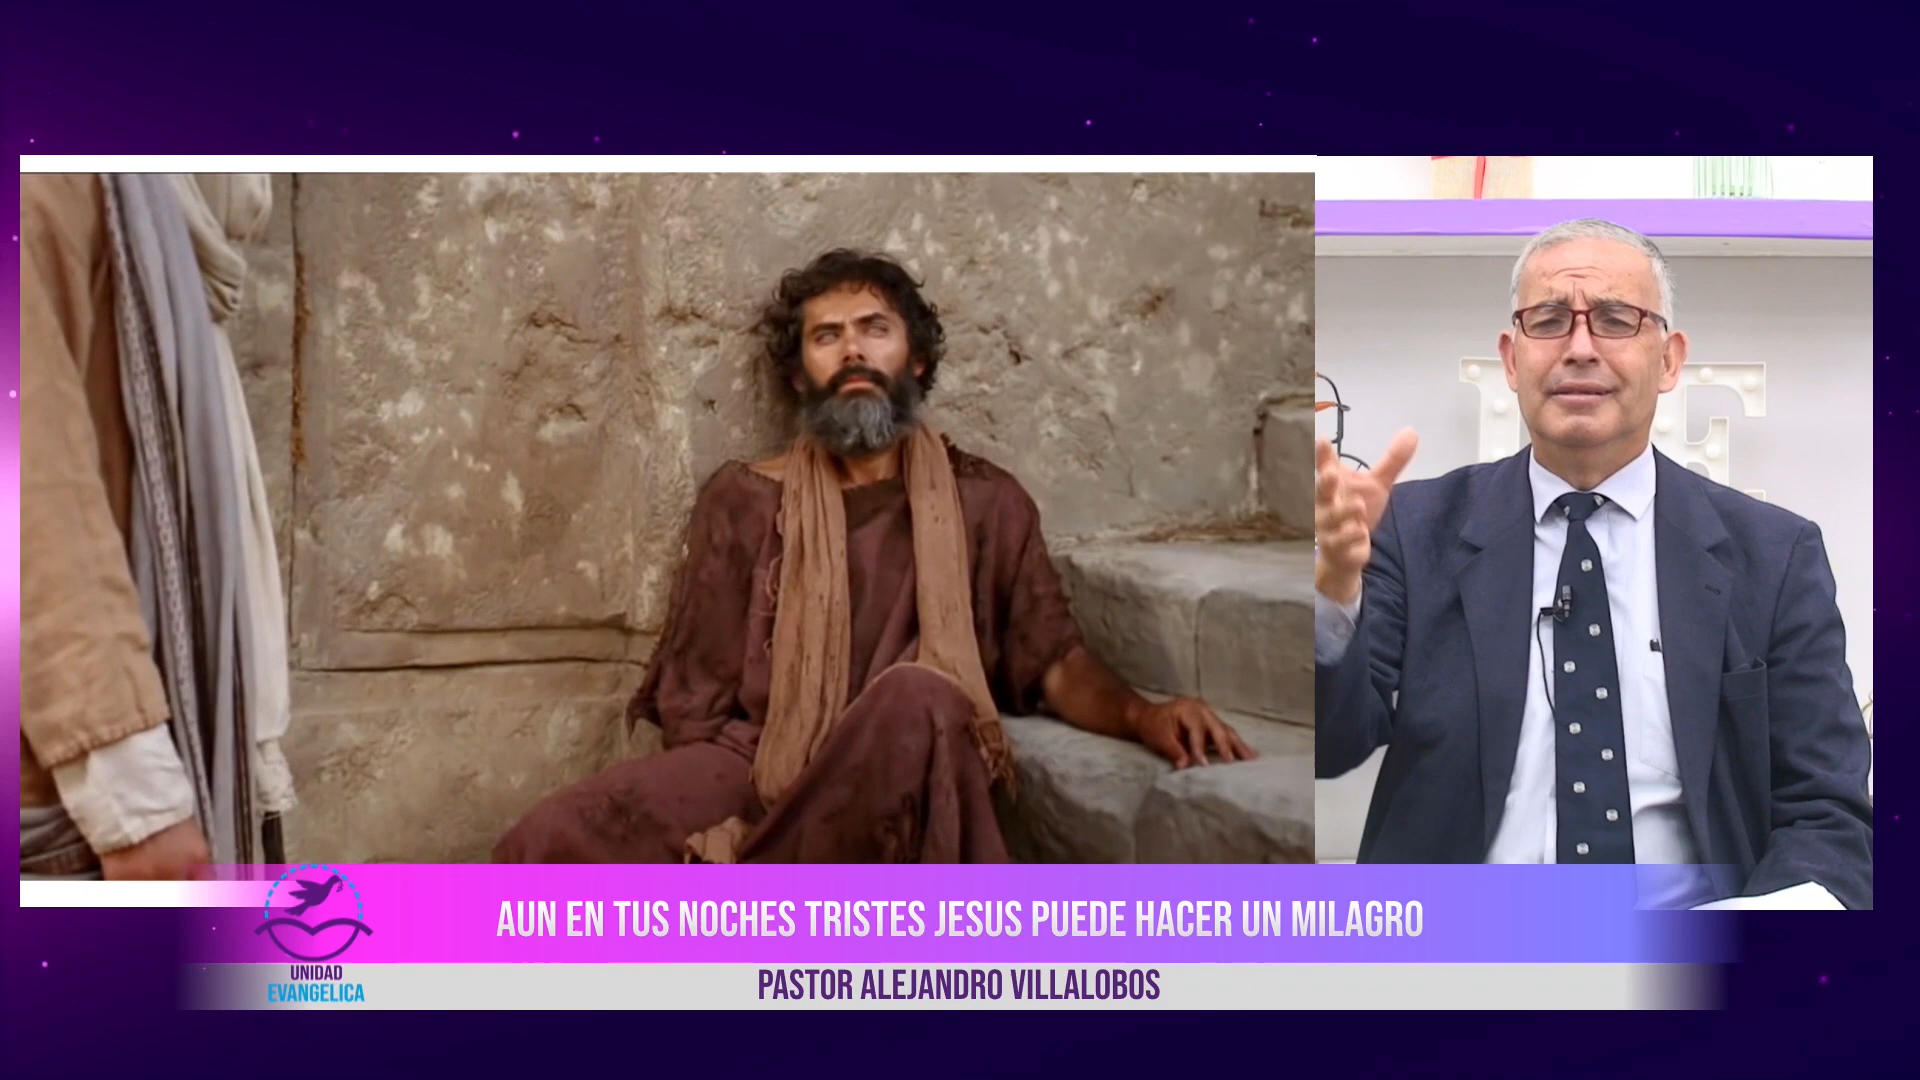 AUN EN TUS NOCHES TRISTES JESUS PUEDE HACER UN MILAGRO
PASTOR ALEJANDRO VILLALOBOS
UNIDAD
EVANGELICA